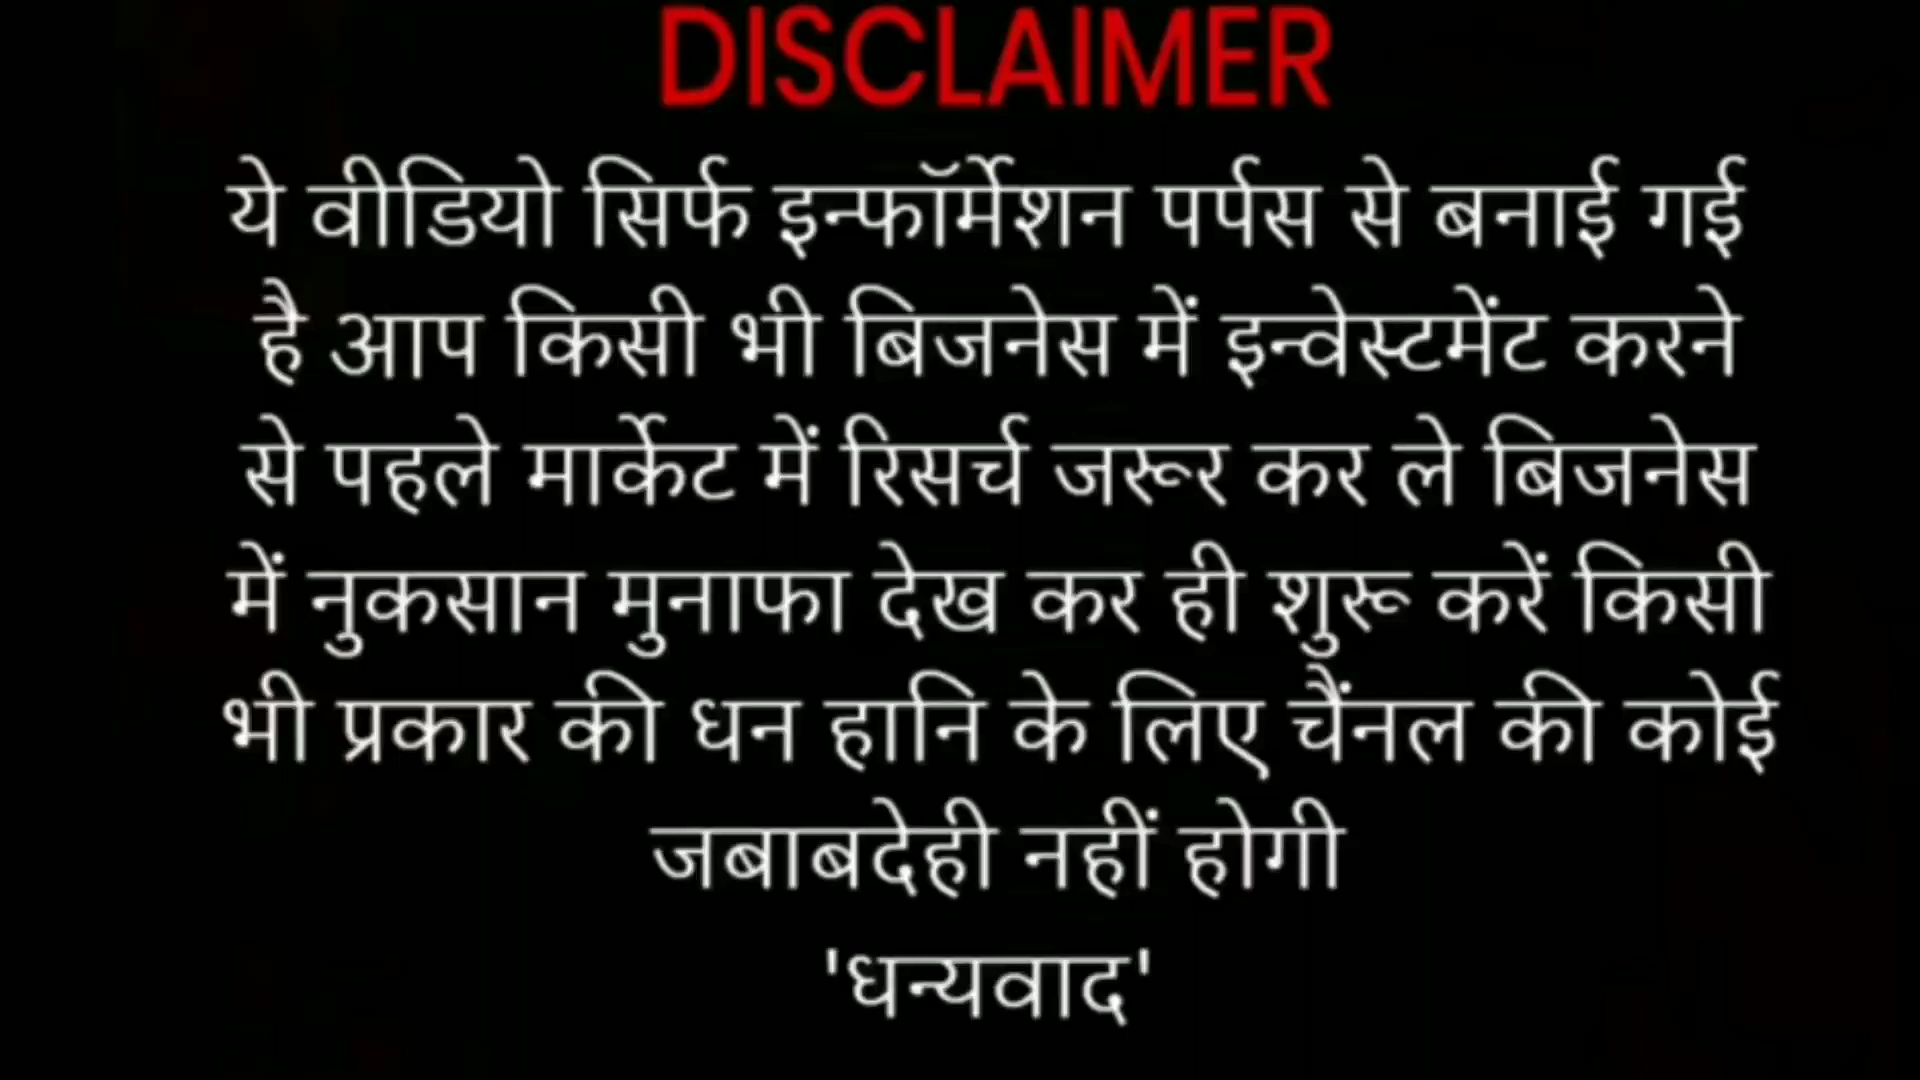 DISCLAIMER
ये वीडियो सिर्फ इन्फॉर्मेशन पर्पस से बनाई गई
है आप किसी भी बिजनेस में इन्वेस्टमेंट करने
से पहले मार्केट में रिसर्च जरूर कर ले बिजनेस
में नुकसान मुनाफा देख कर ही शुरू करें किसी
भी प्रकार की धन हानि के लिए चैंनल की कोई
जबाबदेही नहीं होगी
'धन्यवाद'